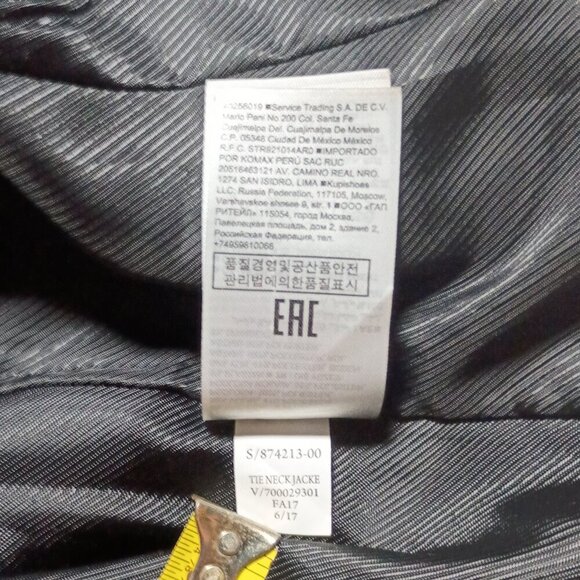 ■Service Trading S.A. DE C.V.
Mario Pani No 200 Col. Santa Fe
Cuajimalpa Del. Cuajimalpa De Morelos
C.P. 05348 Ciudad De México México
R.F.C. STR921014AR0 ■IMPORTADO
POR KOMAX PERÚ SAC RUC
20516463121 AV. CAMINO REAL NRO.
1274 SAN ISIDRO, LIMA ■Kupishoes
LLC, Russia Federation, 117105, Moscow,
Varshavskoe shosse 9, str. 1 ■ООО «ГАП
РИТЕЙЛ» 115054, город Москва,
Павелецкая площадь, дом 2, здание 2,
Российская Федерация, тел.
+74959810066
품질경영및공산품안전
관리법에의한품질표시
EAC
S/874213-00
TIE NECK JACKE
V/700029301
FA17
6/17